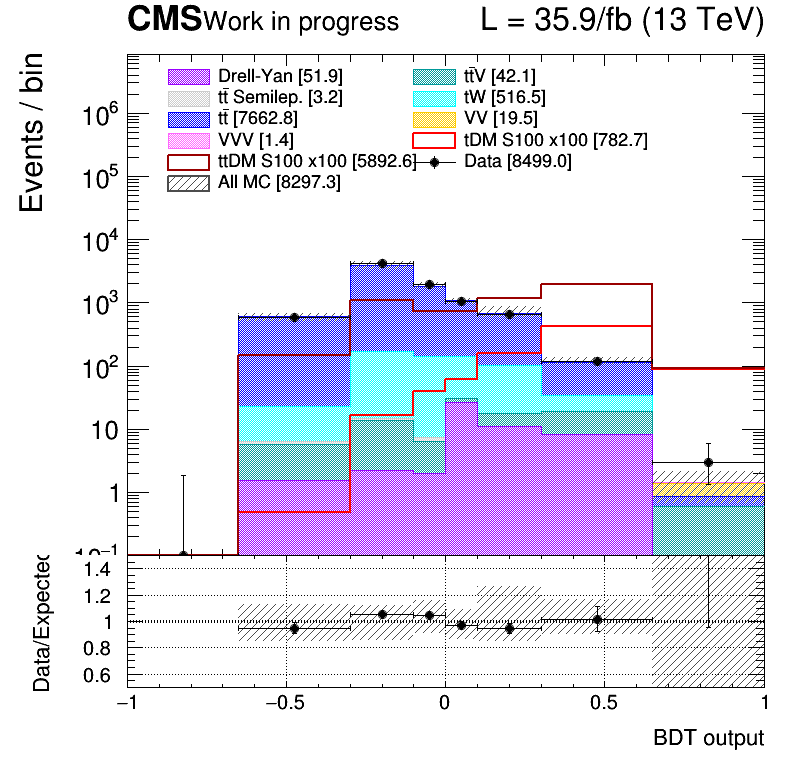 CMS Work in progress L = 35.9/fb (13 TeV)
Events / bin
Drell-Yan [51.9] tt̄V [42.1]
tt̄ Semilep. [3.2] tW [516.5]
tt̄ [7662.8] VV [19.5]
VVV [1.4] tDM S100 x100 [782.7]
ttDM S100 x100 [5892.6] Data [8499.0]
All MC [8297.3]
10⁶
10⁵
10⁴
10³
10²
10
1
10⁻¹
Data/Expected
1.4
1.2
1
0.8
0.6
−1 −0.5 0 0.5 1
BDT output